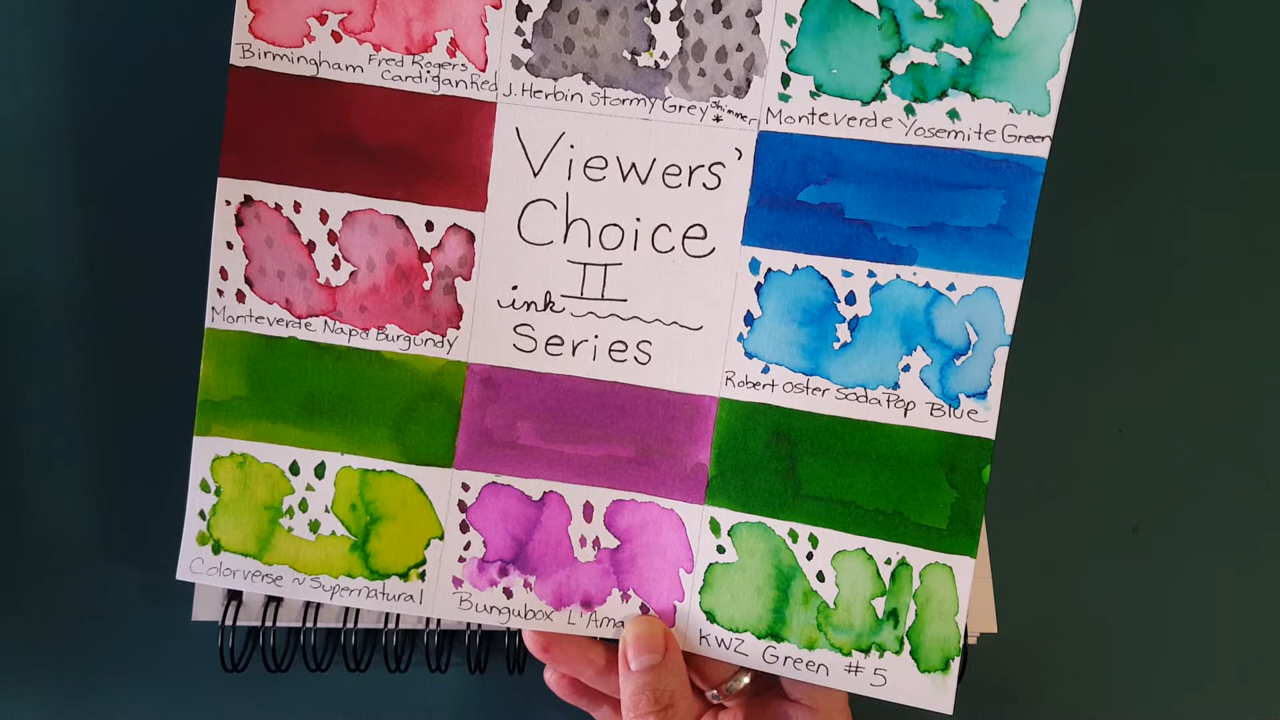 Birmingham Fred Rogers
Cardigan Red
J. Herbin Stormy Grey Shimmer
*
Monteverde Yosemite Green
Viewers'
Choice
II
ink
Series
Monteverde Napa Burgundy
Robert Oster Soda Pop Blue
Colorverse ~ Supernatural
Bungubox L'Ama
KWZ Green #5